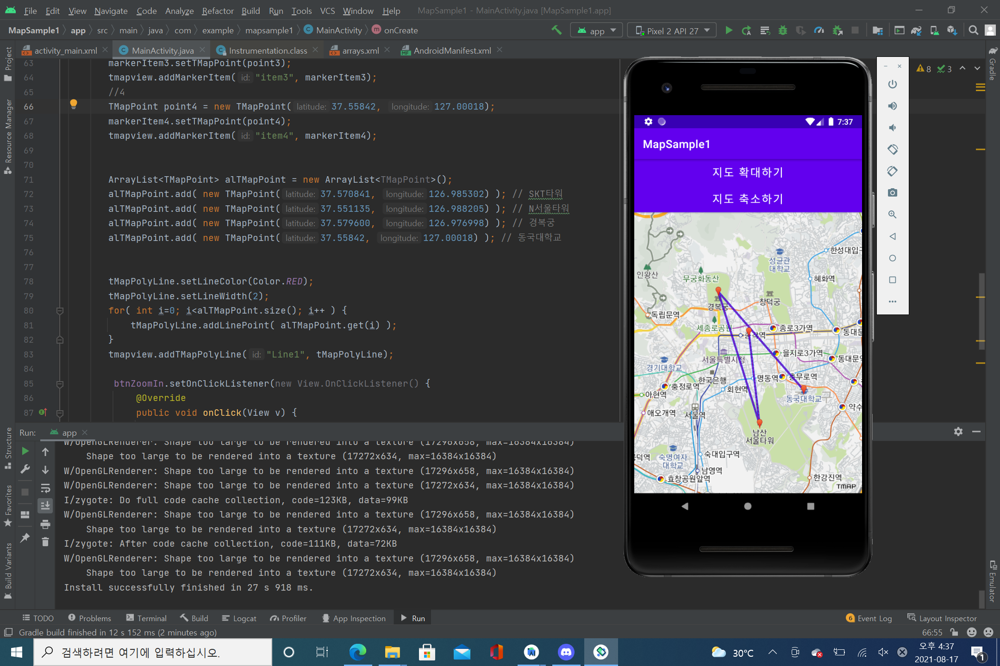 File Edit View Navigate Code Analyze Refactor Build Run Tools VCS Window Help MapSample1 - MainActivity.java [MapSample1.app]
MapSample1 app src main java com example mapsample1 MainActivity onCreate app Pixel 2 API 27
activity_main.xml MainActivity.java Instrumentation.class arrays.xml AndroidManifest.xml
Project
Resource Manager
Structure
Favorites
Build Variants
Gradle
Emulator
8 3
63 markerItem3.setTMapPoint(point3);
64 tmapview.addMarkerItem( id: "item3", markerItem3);
65 //4
66 TMapPoint point4 = new TMapPoint( latitude: 37.55842, longitude: 127.00018);
67 markerItem4.setTMapPoint(point4);
68 tmapview.addMarkerItem( id: "item4", markerItem4);
69
70
71 ArrayList<TMapPoint> alTMapPoint = new ArrayList<TMapPoint>();
72 alTMapPoint.add( new TMapPoint( latitude: 37.570841, longitude: 126.985302) ); // SKT타워
73 alTMapPoint.add( new TMapPoint( latitude: 37.551135, longitude: 126.988205) ); // N서울타워
74 alTMapPoint.add( new TMapPoint( latitude: 37.579600, longitude: 126.976998) ); // 경복궁
75 alTMapPoint.add( new TMapPoint( latitude: 37.55842, longitude: 127.00018) ); // 동국대학교
76
77
78 tMapPolyLine.setLineColor(Color.RED);
79 tMapPolyLine.setLineWidth(2);
80 for( int i=0; i<alTMapPoint.size(); i++ ) {
81 tMapPolyLine.addLinePoint( alTMapPoint.get(i) );
82 }
83 tmapview.addTMapPolyLine( id: "Line1", tMapPolyLine);
84
85 btnZoomIn.setOnClickListener(new View.OnClickListener() {
86 @Override
87 public void onClick(View v) {
7:37
MapSample1
지도 확대하기
지도 축소하기
한성대입구
성균관
대학교
인왕산
무궁화동산
혜화역
경복궁
창덕궁
독립문역
세종로공원
종로3가역
종각역
동대문
서울특별시청
을지로3가역
동대문역
경기대학교
한국은행
명동역
충무로역
충정로역
회현역
아현역
동국대학교
애오개역
서울역
약수
남산
서울타워
덕역
숙명여자
대학교
숙대입구역
남영역
효창공원앞역
한강진역
TMAP
Run: app
W/OpenGLRenderer: Shape too large to be rendered into a texture (17296x658, max=16384x16384)
Shape too large to be rendered into a texture (17272x634, max=16384x16384)
W/OpenGLRenderer: Shape too large to be rendered into a texture (17296x658, max=16384x16384)
W/OpenGLRenderer: Shape too large to be rendered into a texture (17272x634, max=16384x16384)
I/zygote: Do full code cache collection, code=123KB, data=99KB
W/OpenGLRenderer: Shape too large to be rendered into a texture (17296x658, max=16384x16384)
Shape too large to be rendered into a texture (17272x634, max=16384x16384)
I/zygote: After code cache collection, code=111KB, data=72KB
W/OpenGLRenderer: Shape too large to be rendered into a texture (17296x658, max=16384x16384)
Shape too large to be rendered into a texture (17272x634, max=16384x16384)
Install successfully finished in 27 s 918 ms.
TODO Problems Terminal Build Logcat Profiler App Inspection Run 6 Event Log Layout Inspector
Gradle build finished in 12 s 152 ms (2 minutes ago) 66:55
검색하려면 여기에 입력하십시오. 30°C 오후 4:37
2021-08-17 1